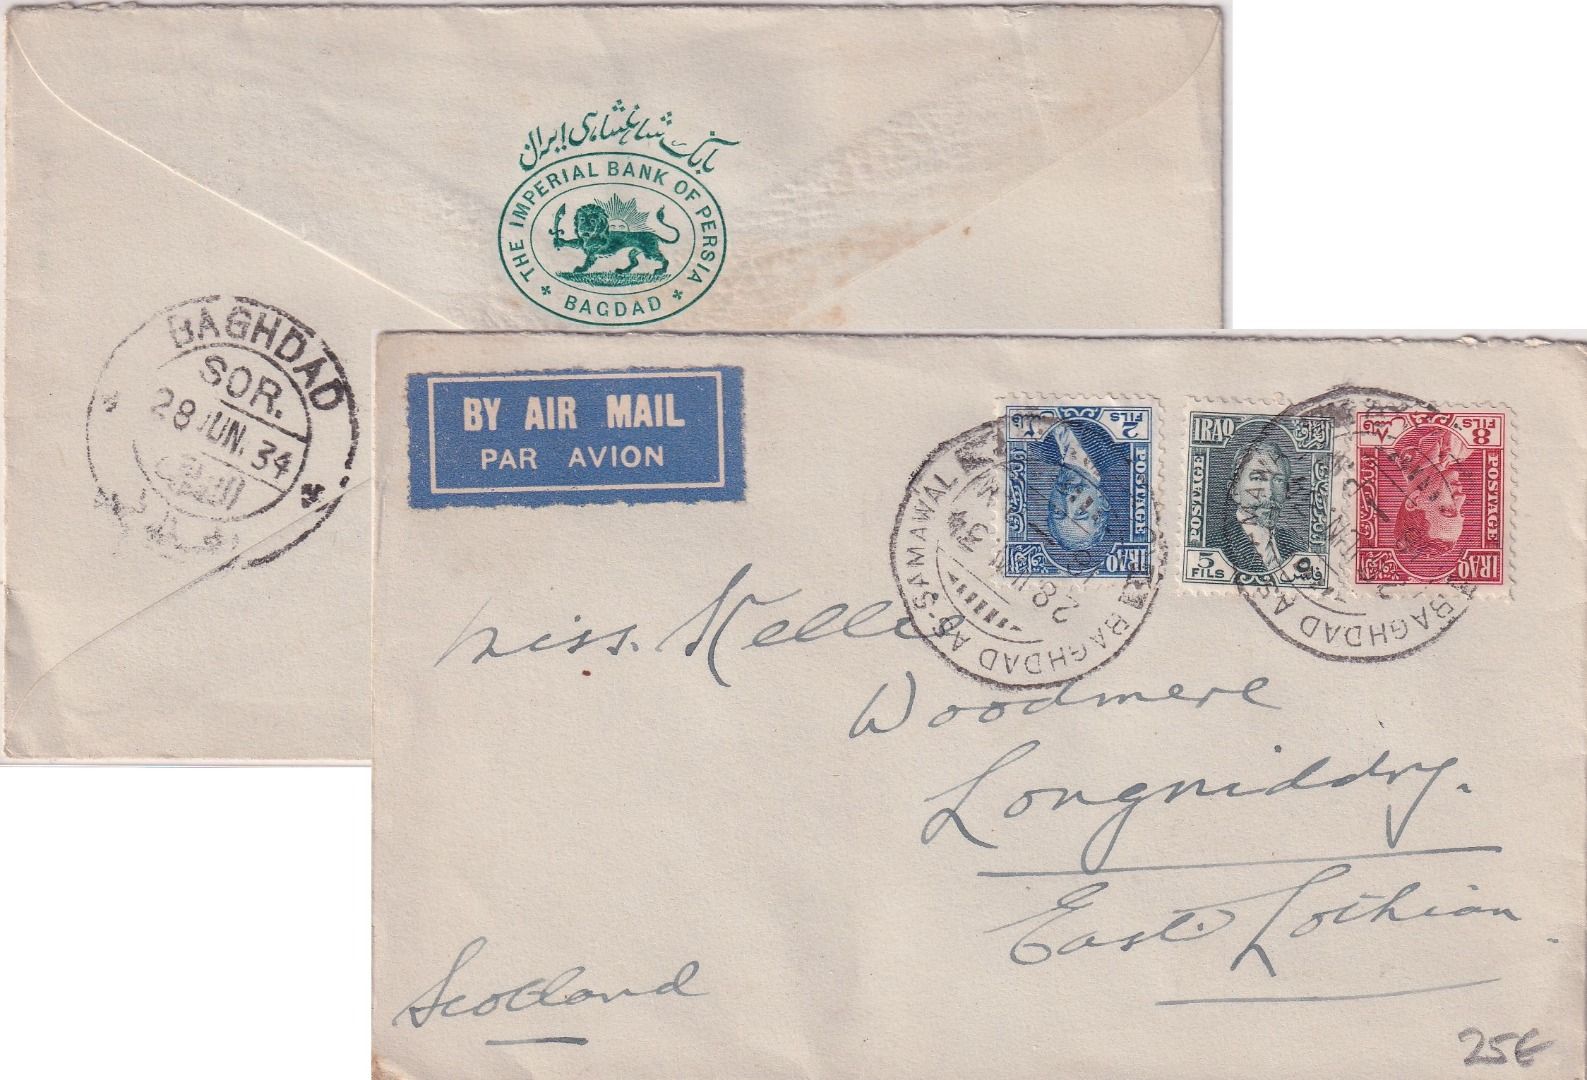 بانک شاهنشاهی ایران
THE IMPERIAL BANK OF PERSIA
BAGDAD
BAGHDAD
SOR.
28 JUN. 34
BY AIR MAIL
PAR AVION
2 FILS
POSTAGE
IRAQ
IRAQ
POSTAGE
5 FILS
8 FILS
POSTAGE
IRAQ
BAGHDAD AS-SAMAWAL
28
BAGHDAD
Miss. Kellie
Woodmere
Longniddry.
East Lothian.
Scotland
25€